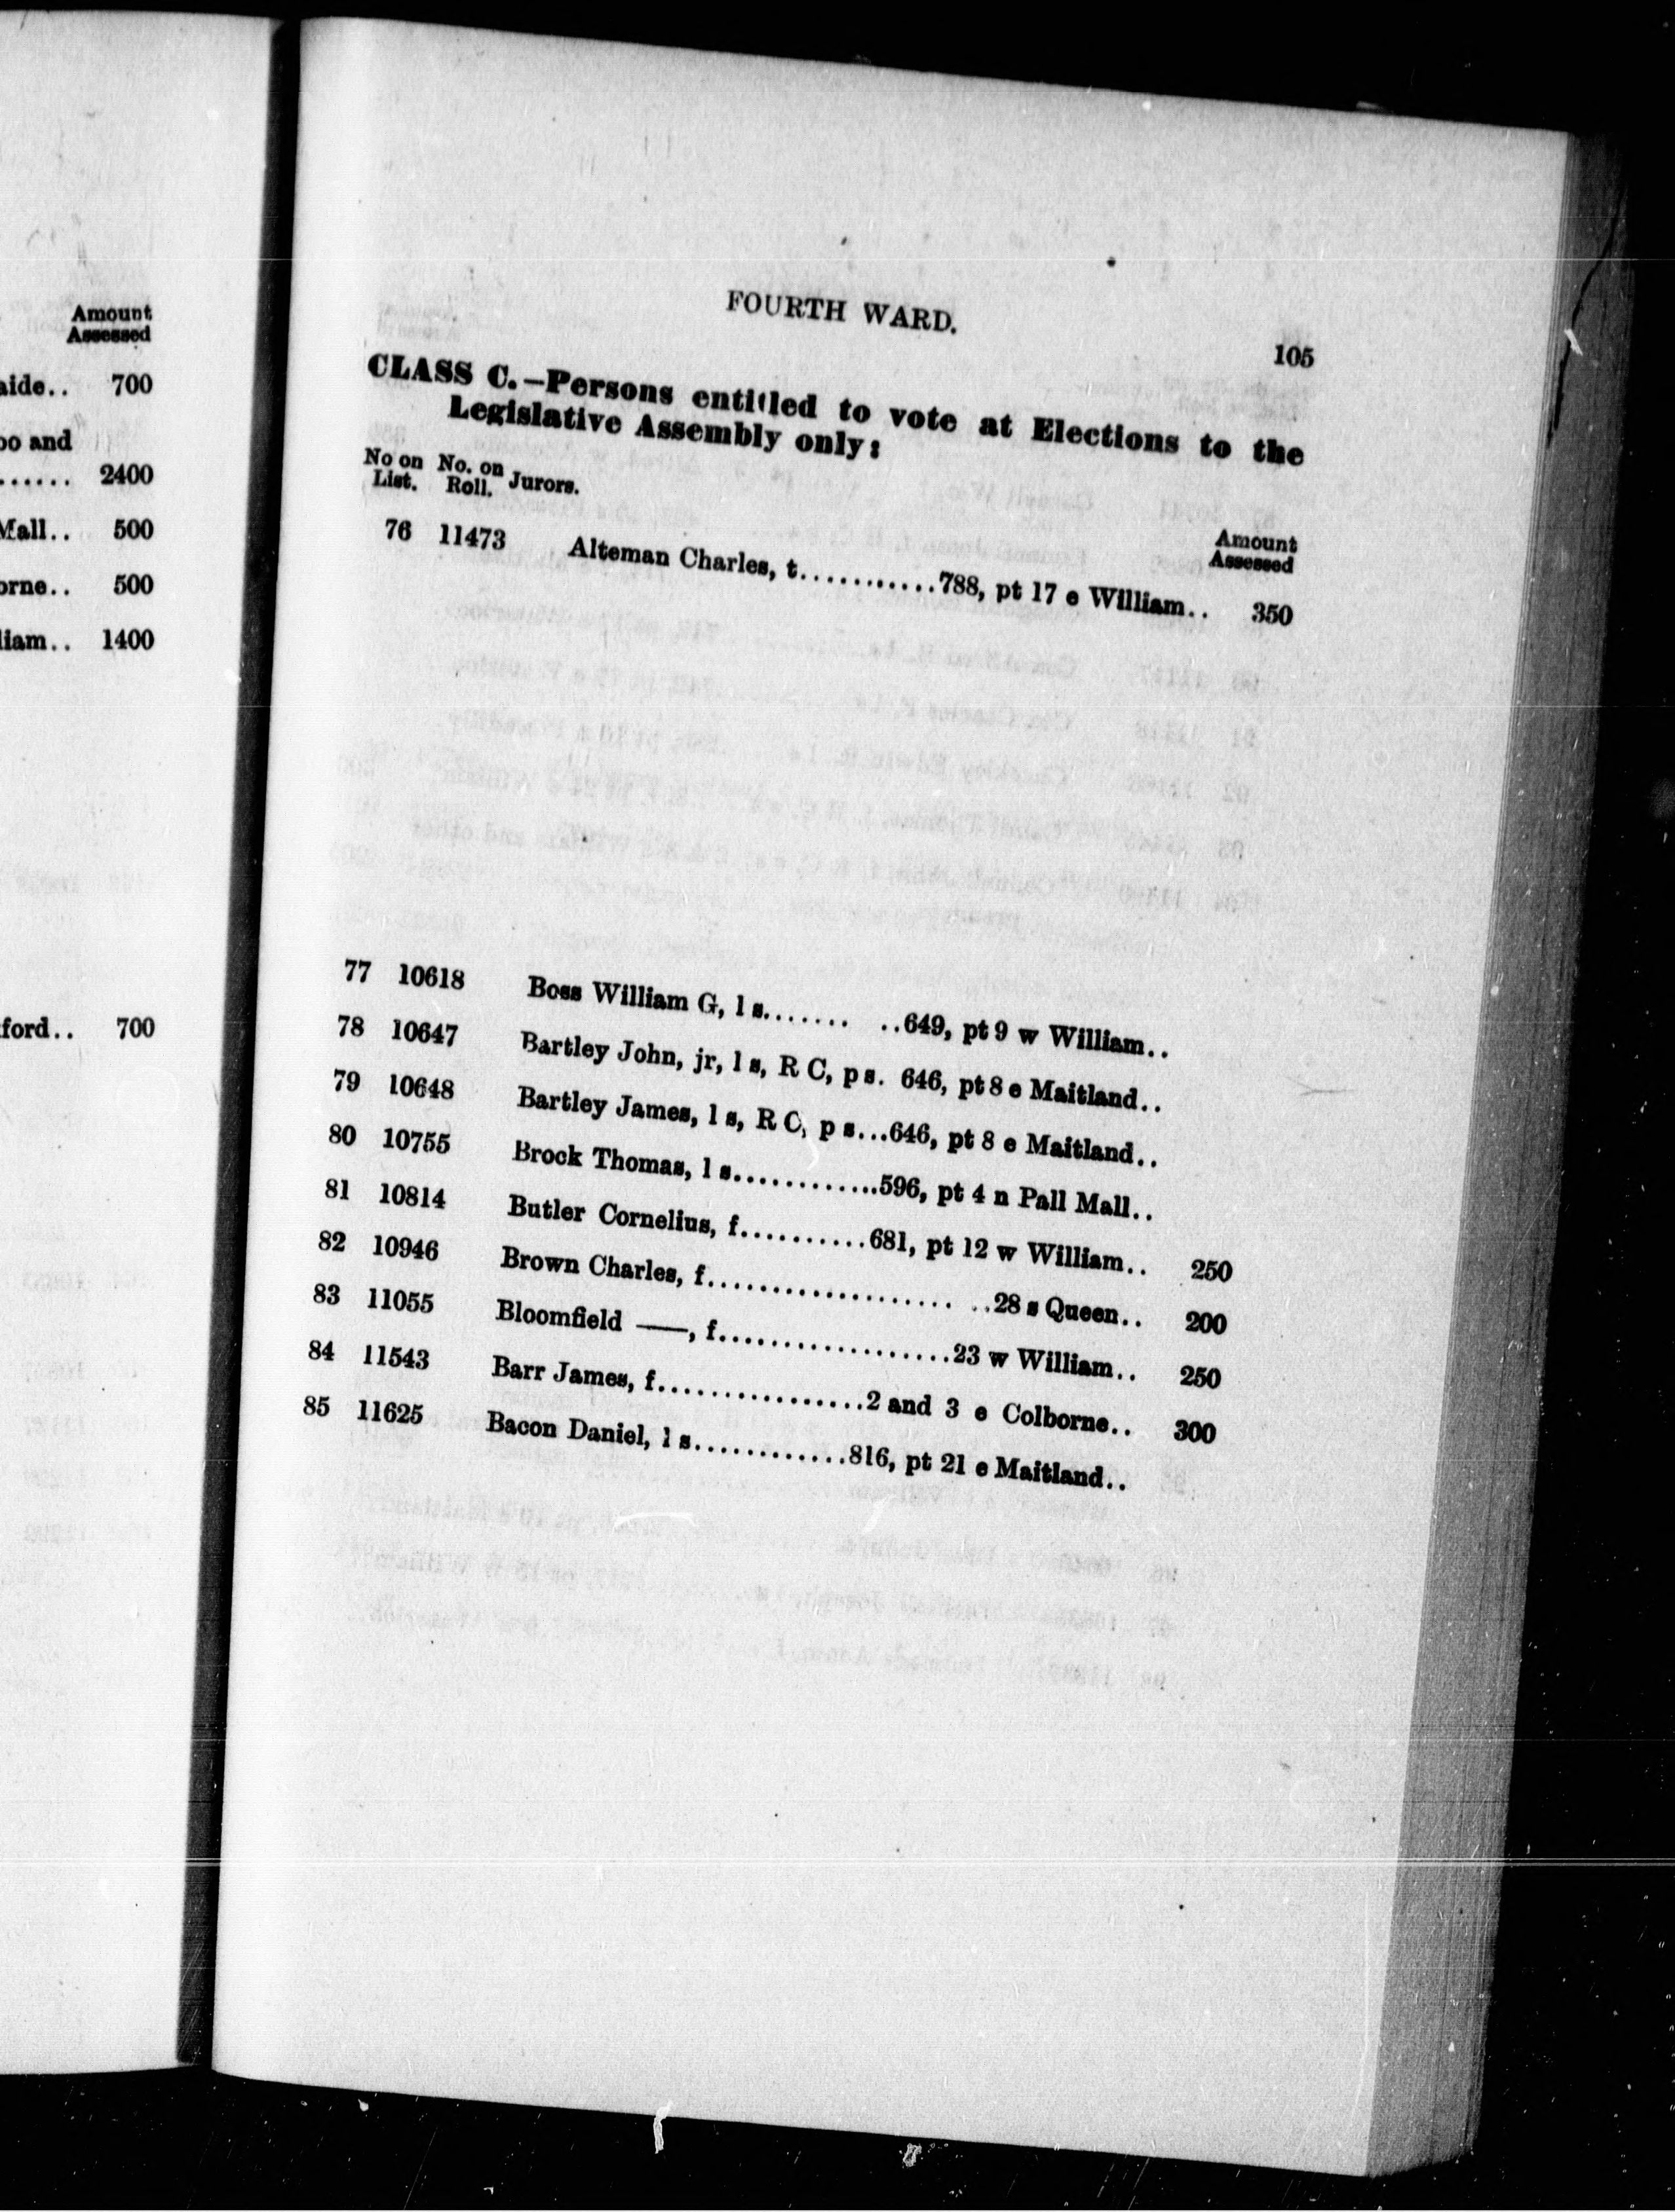 Amount
Assessed
aide.. 700
oo and
...... 2400
Mall.. 500
orne.. 500
liam.. 1400
ford.. 700
FOURTH WARD.
105
CLASS C.—Persons entitled to vote at Elections to the
Legislative Assembly only:
No on No. on Jurors.
List. Roll.
Amount
Assessed
76 11473 Alteman Charles, t............788, pt 17 e William.. 350
77 10618 Boss William G, l s....... ..649, pt 9 w William..
78 10647 Bartley John, jr, l s, R C, p s. 646, pt 8 e Maitland..
79 10648 Bartley James, l s, R C, p s...646, pt 8 e Maitland..
80 10755 Brock Thomas, l s............596, pt 4 n Pall Mall..
81 10814 Butler Cornelius, f..........681, pt 12 w William.. 250
82 10946 Brown Charles, f................... ..28 s Queen.. 200
83 11055 Bloomfield ——, f..................23 w William.. 250
84 11543 Barr James, f................2 and 3 e Colborne.. 300
85 11625 Bacon Daniel, l s............816, pt 21 e Maitland..